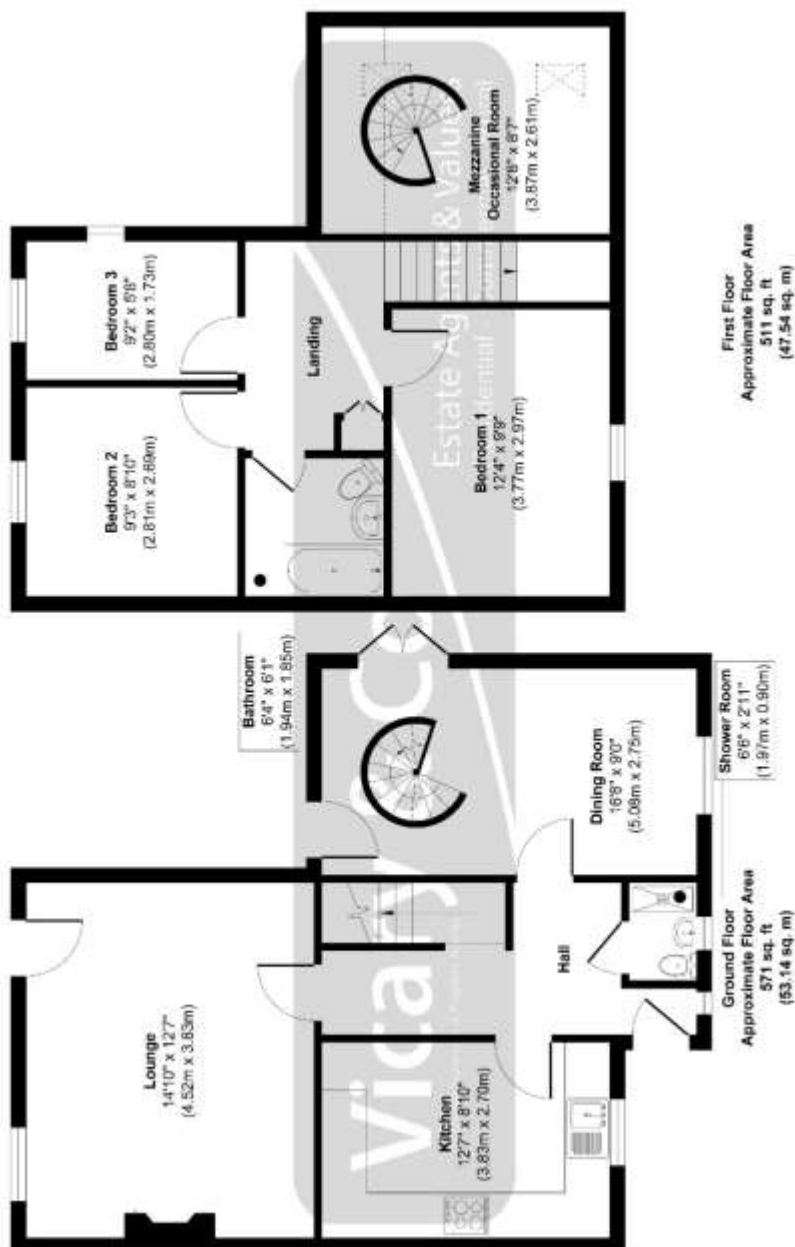 Lounge
14'10" x 12'7"
(4.52m x 3.83m)
Kitchen
12'7" x 8'10"
(3.83m x 2.70m)
Hall
Dining Room
16'8" x 9'0"
(5.08m x 2.75m)
Shower Room
6'6" x 2'11"
(1.97m x 0.90m)
Ground Floor
Approximate Floor Area
571 sq. ft
(53.14 sq. m)
Bathroom
6'4" x 6'1"
(1.94m x 1.85m)
Bedroom 2
9'3" x 8'10"
(2.81m x 2.69m)
Bedroom 3
9'2" x 5'8"
(2.80m x 1.73m)
Landing
Bedroom 1
12'4" x 9'9"
(3.77m x 2.97m)
Mezzanine
Occasional Room
12'8" x 8'7"
(3.87m x 2.61m)
First Floor
Approximate Floor Area
511 sq. ft
(47.54 sq. m)
Estate Agents & Valuers